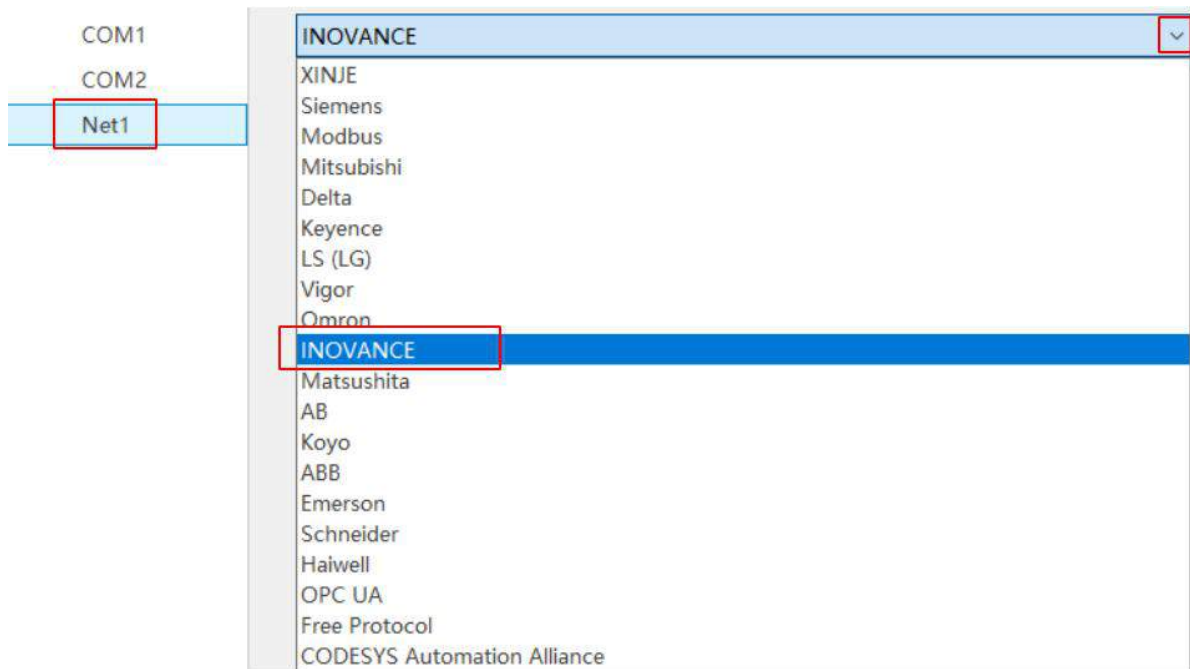 COM1
COM2
Net1
INOVANCE
XINJE
Siemens
Modbus
Mitsubishi
Delta
Keyence
LS (LG)
Vigor
Omron
INOVANCE
Matsushita
AB
Koyo
ABB
Emerson
Schneider
Haiwell
OPC UA
Free Protocol
CODESYS Automation Alliance